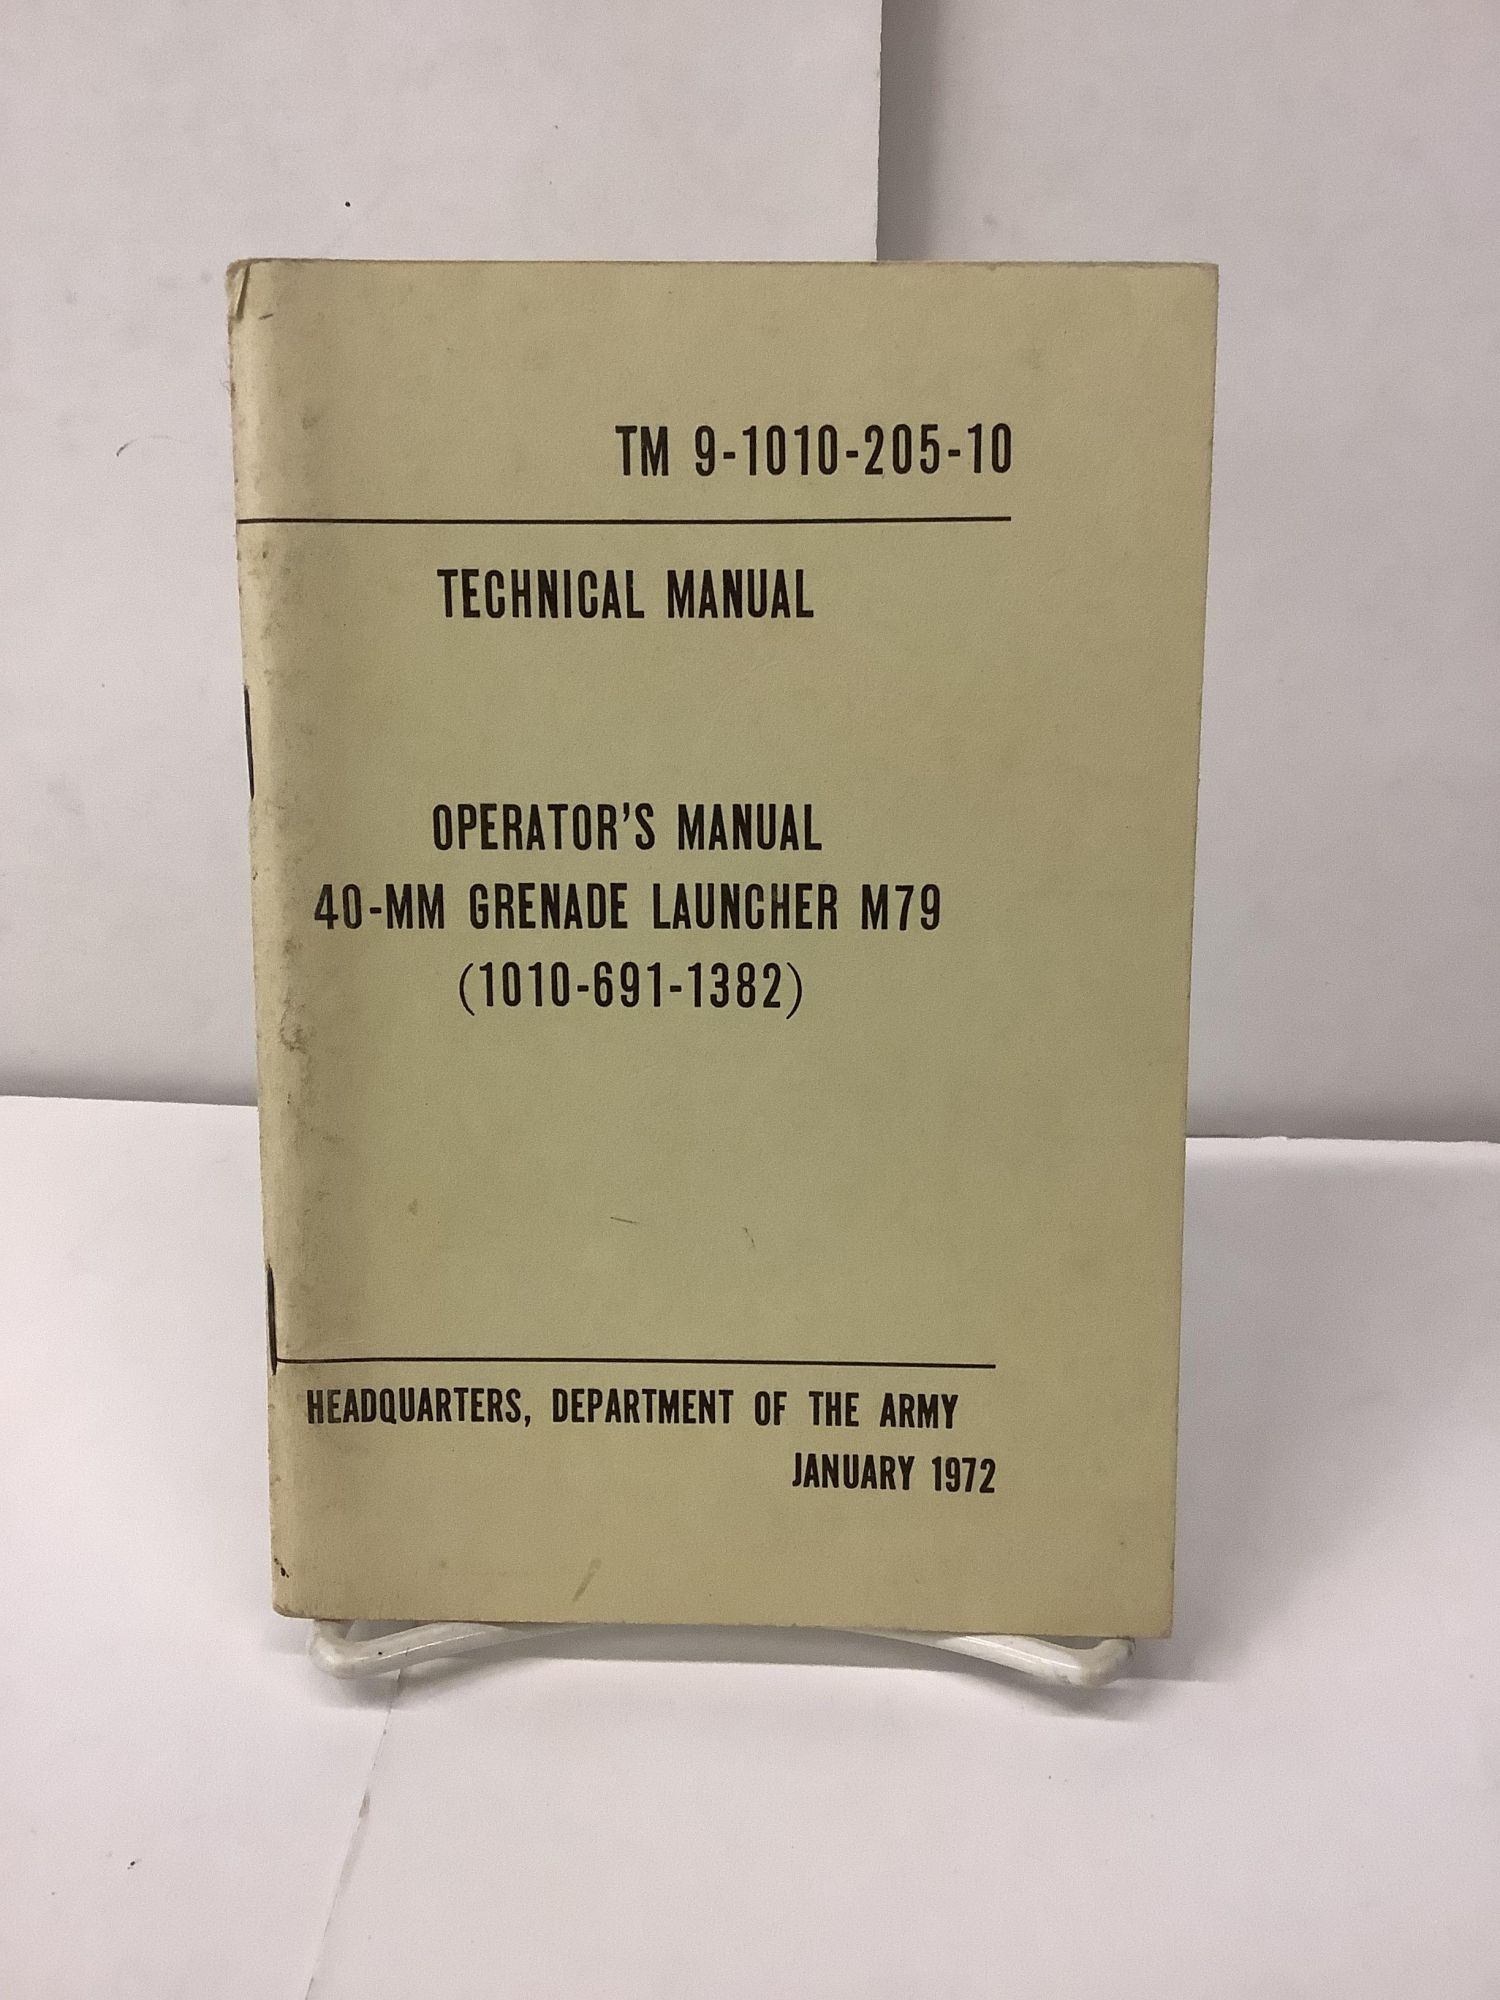 TM 9-1010-205-10
TECHNICAL MANUAL
OPERATOR'S MANUAL
40-MM GRENADE LAUNCHER M79
(1010-691-1382)
HEADQUARTERS, DEPARTMENT OF THE ARMY
JANUARY 1972